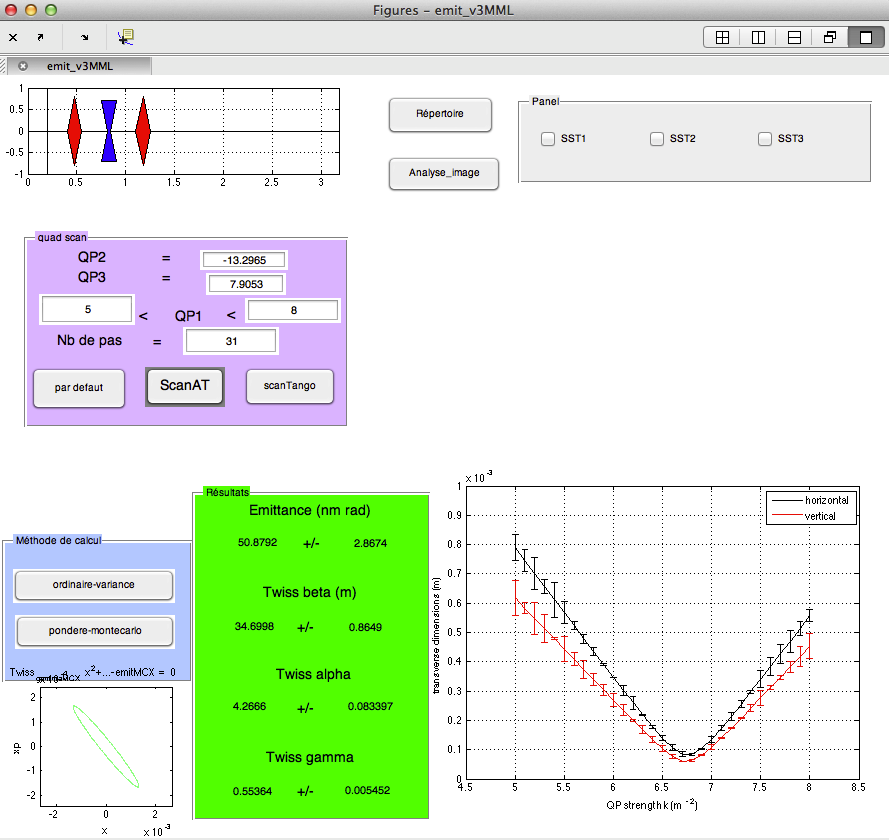 Figures - emit_v3MML
emit_v3MML
1
0.5
0
-0.5
-1
0 0.5 1 1.5 2 2.5 3
Répertoire
Analyse_image
Panel
SST1 SST2 SST3
quad scan
QP2 = -13.2965
QP3 = 7.9053
5 < QP1 < 8
Nb de pas = 31
par defaut ScanAT scanTango
Méthode de calcul
ordinaire-variance
pondere-montecarlo
Twiss x²+...-emitMCX = 0
2
1
0
-1
-2
xp
-2 0 2
x x 10⁻³
Résultats
Emittance (nm rad)
50.8792 +/- 2.8674
Twiss beta (m)
34.6998 +/- 0.8649
Twiss alpha
4.2666 +/- 0.083397
Twiss gamma
0.55364 +/- 0.005452
x 10⁻³
1
0.9
0.8
0.7
0.6
0.5
0.4
0.3
0.2
0.1
0
transverse dimensions (m)
horizontal
vertical
4.5 5 5.5 6 6.5 7 7.5 8 8.5
QP strength k (m⁻²)